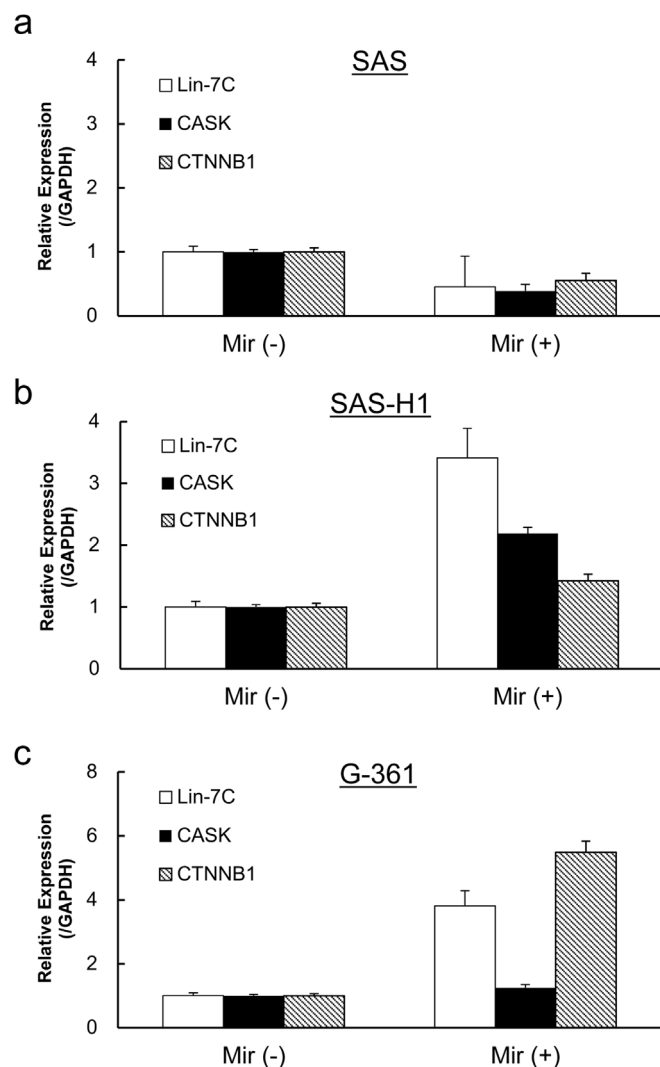 a
SAS
Relative Expression
(/GAPDH)
4
3
2
1
0
Lin-7C
CASK
CTNNB1
Mir (-)
Mir (+)
b
SAS-H1
Relative Expression
(/GAPDH)
4
3
2
1
0
Lin-7C
CASK
CTNNB1
Mir (-)
Mir (+)
c
G-361
Relative Expression
(/GAPDH)
8
6
4
2
0
Lin-7C
CASK
CTNNB1
Mir (-)
Mir (+)